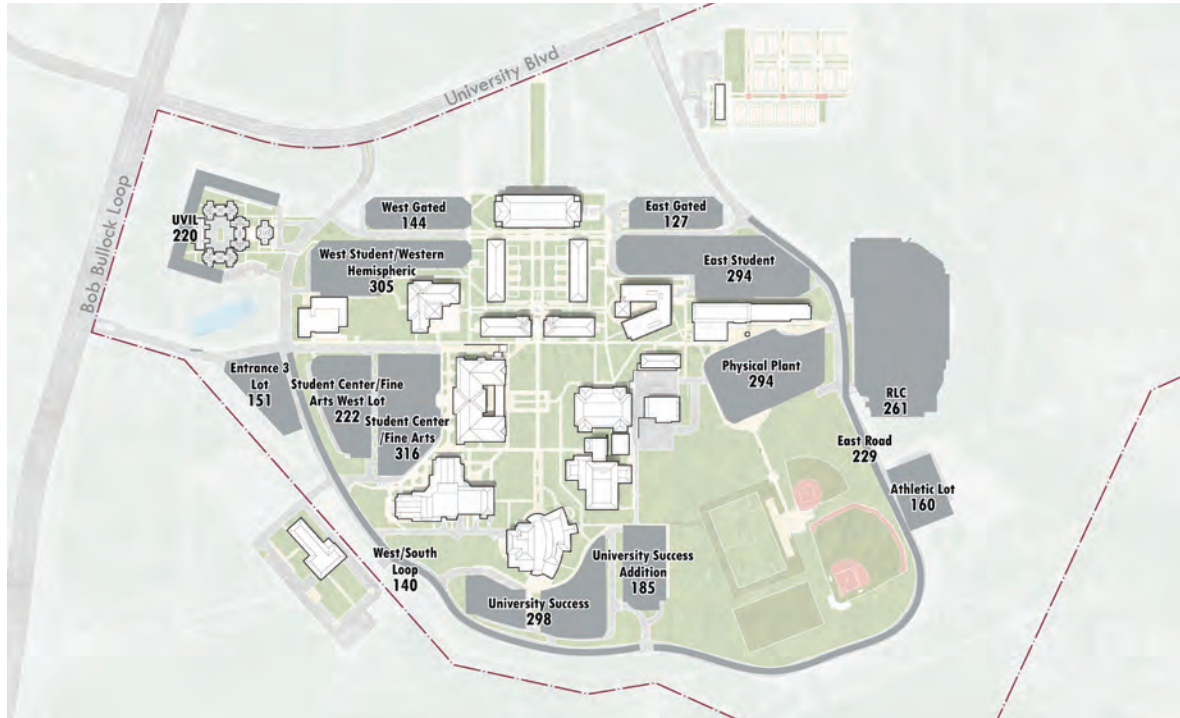 University Blvd
Bob Bullock Loop
UVIL
220
West Gated
144
East Gated
127
West Student/Western
Hemispheric
305
East Student
294
Entrance 3
Lot
151
Student Center/Fine
Arts West Lot
222
Student Center
/Fine Arts
316
Physical Plant
294
RLC
261
East Road
229
Athletic Lot
160
West/South
Loop
140
University Success
Addition
185
University Success
298